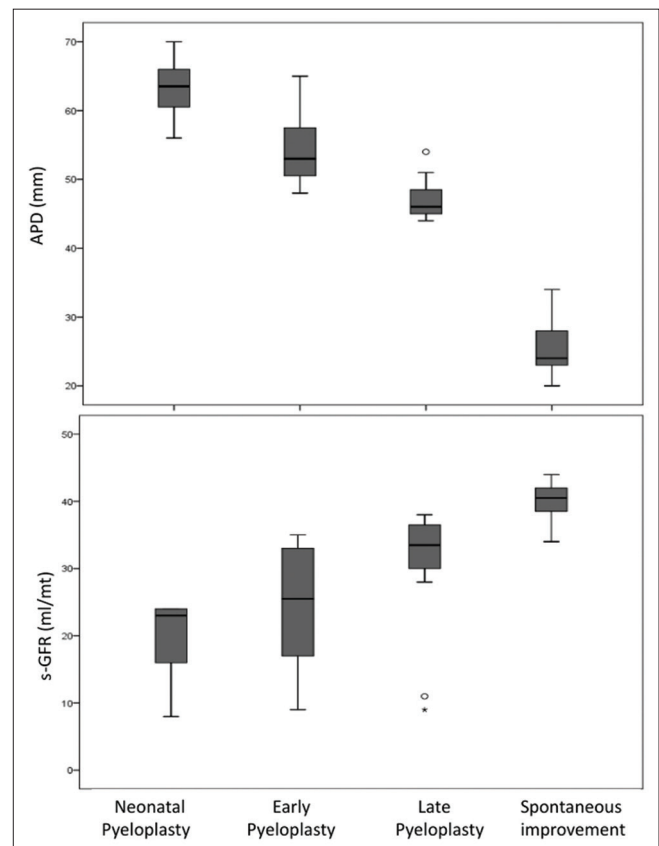 APD (mm)
70
60
50
40
30
20
s-GFR (ml/mt)
50
40
30
20
10
0
Neonatal
Pyeloplasty
Early
Pyeloplasty
Late
Pyeloplasty
Spontaneous
improvement